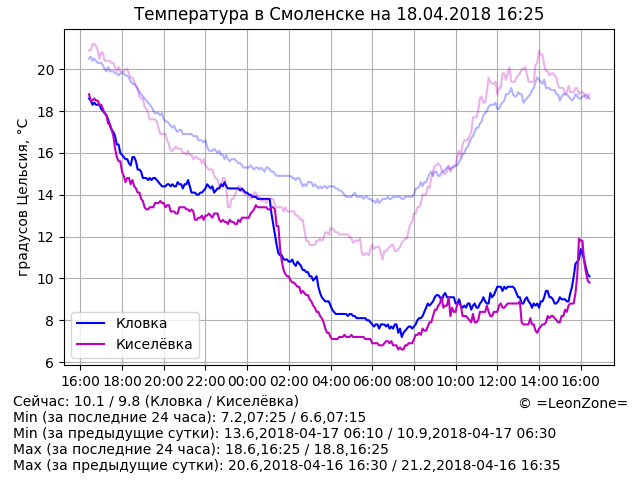 Температура в Смоленске на 18.04.2018 16:25
градусов Цельсия, °C
20
18
16
14
12
10
8
6
Кловка
Киселёвка
16:00 18:00 20:00 22:00 00:00 02:00 04:00 06:00 08:00 10:00 12:00 14:00 16:00
Сейчас: 10.1 / 9.8 (Кловка / Киселёвка)
© =LeonZone=
Min (за последние 24 часа): 7.2,07:25 / 6.6,07:15
Min (за предыдущие сутки): 13.6,2018-04-17 06:10 / 10.9,2018-04-17 06:30
Max (за последние 24 часа): 18.6,16:25 / 18.8,16:25
Max (за предыдущие сутки): 20.6,2018-04-16 16:30 / 21.2,2018-04-16 16:35